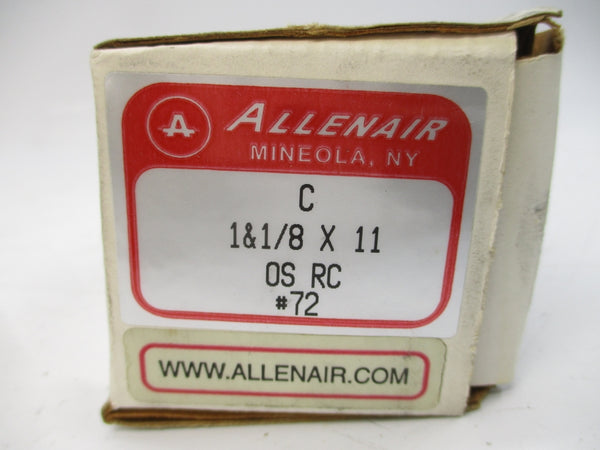 A ALLENAIR
MINEOLA, NY
C
1&1/8 X 11
OS RC
#72
WWW.ALLENAIR.COM